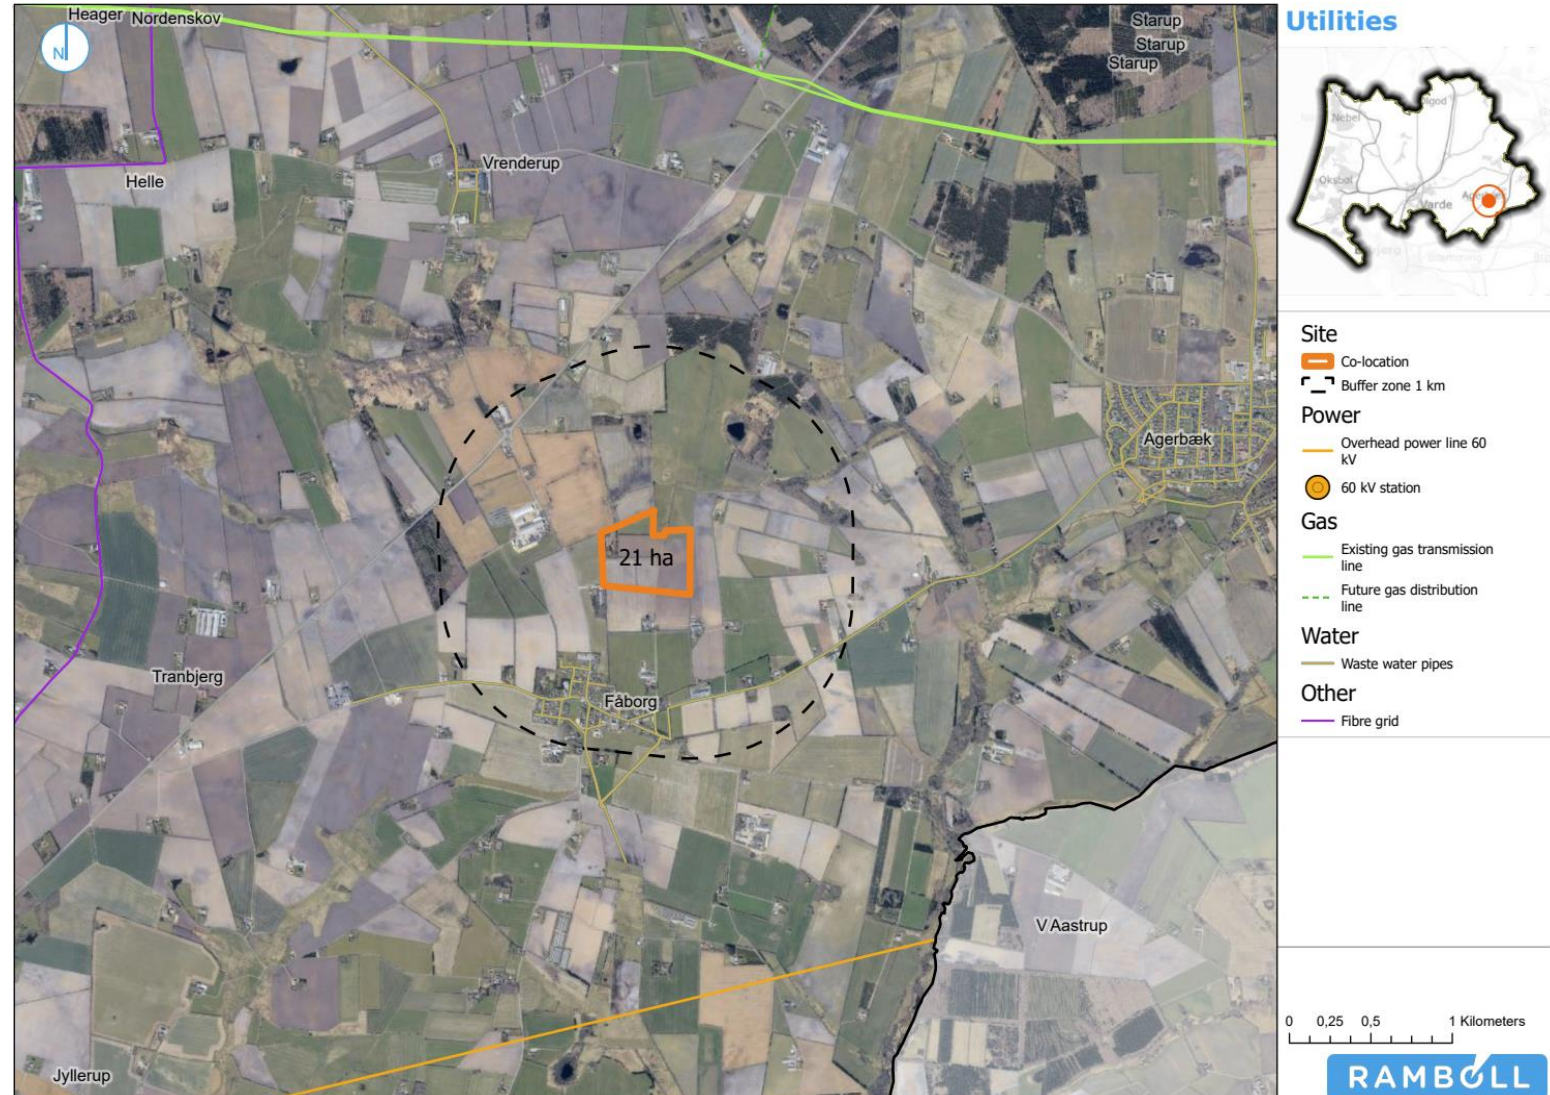 Heager
Nordenskov
N
Starup
Starup
Starup
Vrenderup
Helle
Agerbæk
21 ha
Tranbjerg
Fåborg
V Aastrup
Jyllerup
Utilities
Nebel
Oksbøl
Varde
Site
Co-location
Buffer zone 1 km
Power
Overhead power line 60
kV
60 kV station
Gas
Existing gas transmission
line
Future gas distribution
line
Water
Waste water pipes
Other
Fibre grid
0 0,25 0,5 1 Kilometers
RAMBOLL